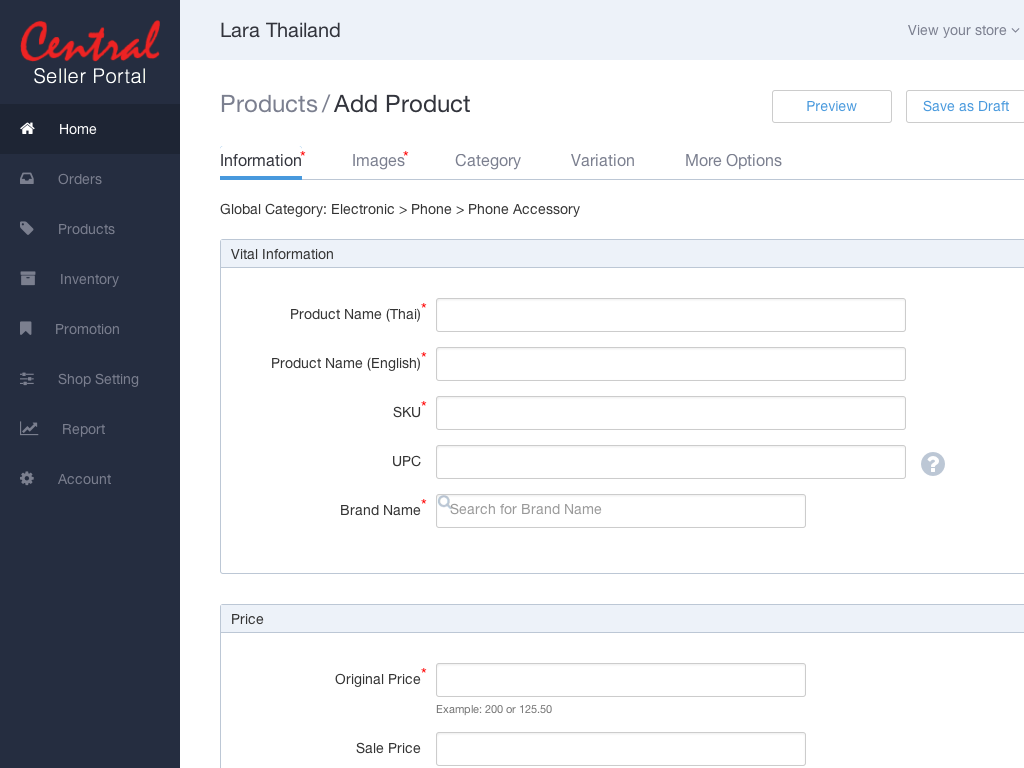 Central
Seller Portal
Home
Orders
Products
Inventory
Promotion
Shop Setting
Report
Account
Lara Thailand
View your store
Products / Add Product
Preview
Save as Draft
Information*
Images*
Category
Variation
More Options
Global Category: Electronic > Phone > Phone Accessory
Vital Information
Product Name (Thai)*
Product Name (English)*
SKU*
UPC
?
Brand Name*
Search for Brand Name
Price
Original Price*
Example: 200 or 125.50
Sale Price